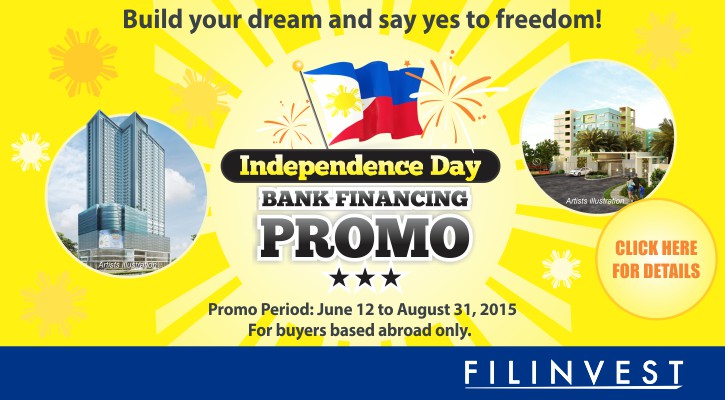 Build your dream and say yes to freedom!
Independence Day
BANK FINANCING
PROMO
Artists illustration
Artists illustration
CLICK HERE
FOR DETAILS
Promo Period: June 12 to August 31, 2015
For buyers based abroad only.
FILINVEST